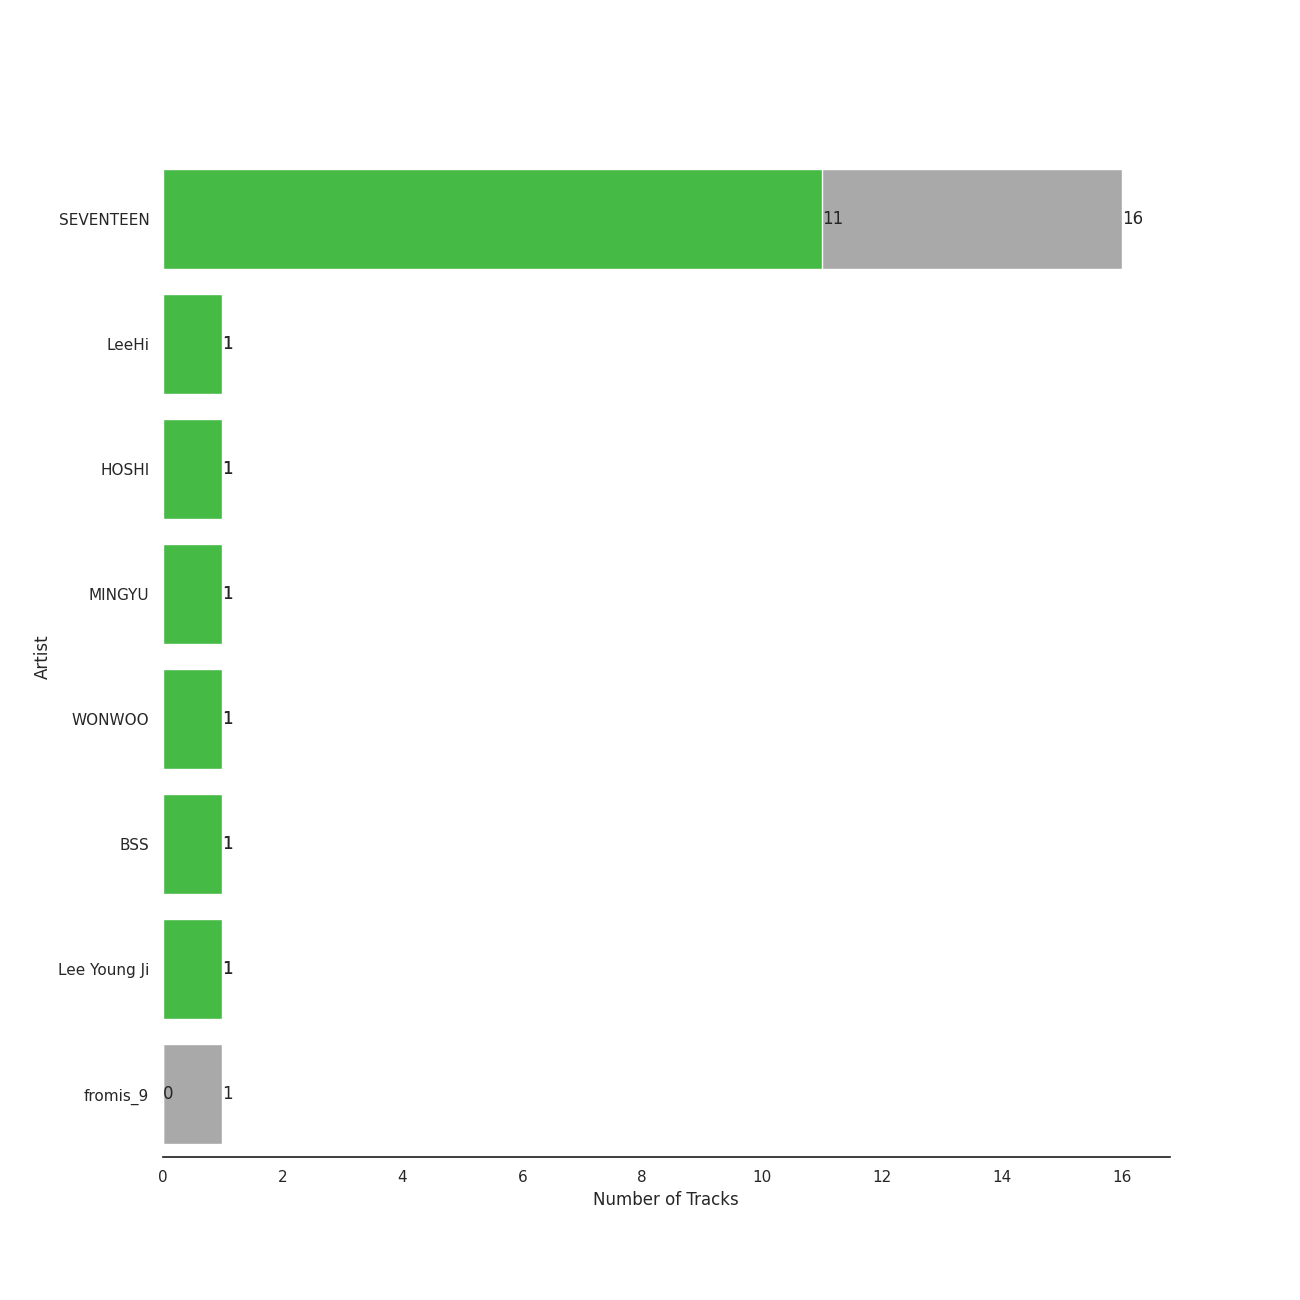 SEVENTEEN 11 16
LeeHi 1
HOSHI 1
MINGYU 1
Artist
WONWOO 1
BSS 1
Lee Young Ji 1
fromis_9 0 1
0 2 4 6 8 10 12 14 16
Number of Tracks